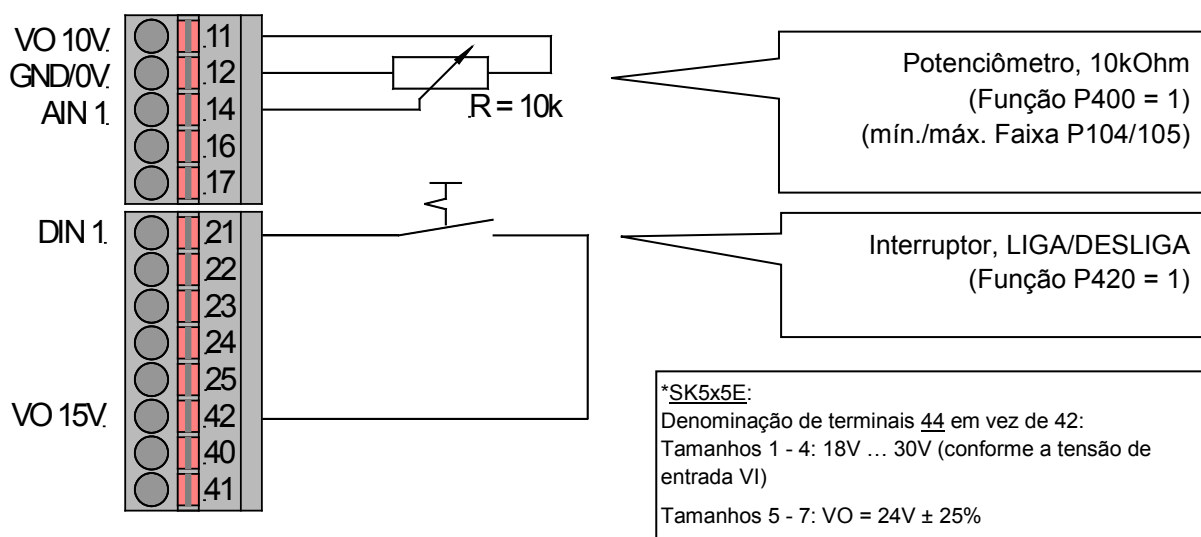 VO 10V
11
GND/0V
12
AIN 1
14
16
17
R = 10k
Potenciômetro, 10kOhm
(Função P400 = 1)
(mín./máx. Faixa P104/105)
DIN 1
21
22
23
24
25
VO 15V
42
40
41
Interruptor, LIGA/DESLIGA
(Função P420 = 1)
*SK5x5E:
Denominação de terminais 44 em vez de 42:
Tamanhos 1 - 4: 18V … 30V (conforme a tensão de
entrada VI)
Tamanhos 5 - 7: VO = 24V ± 25%